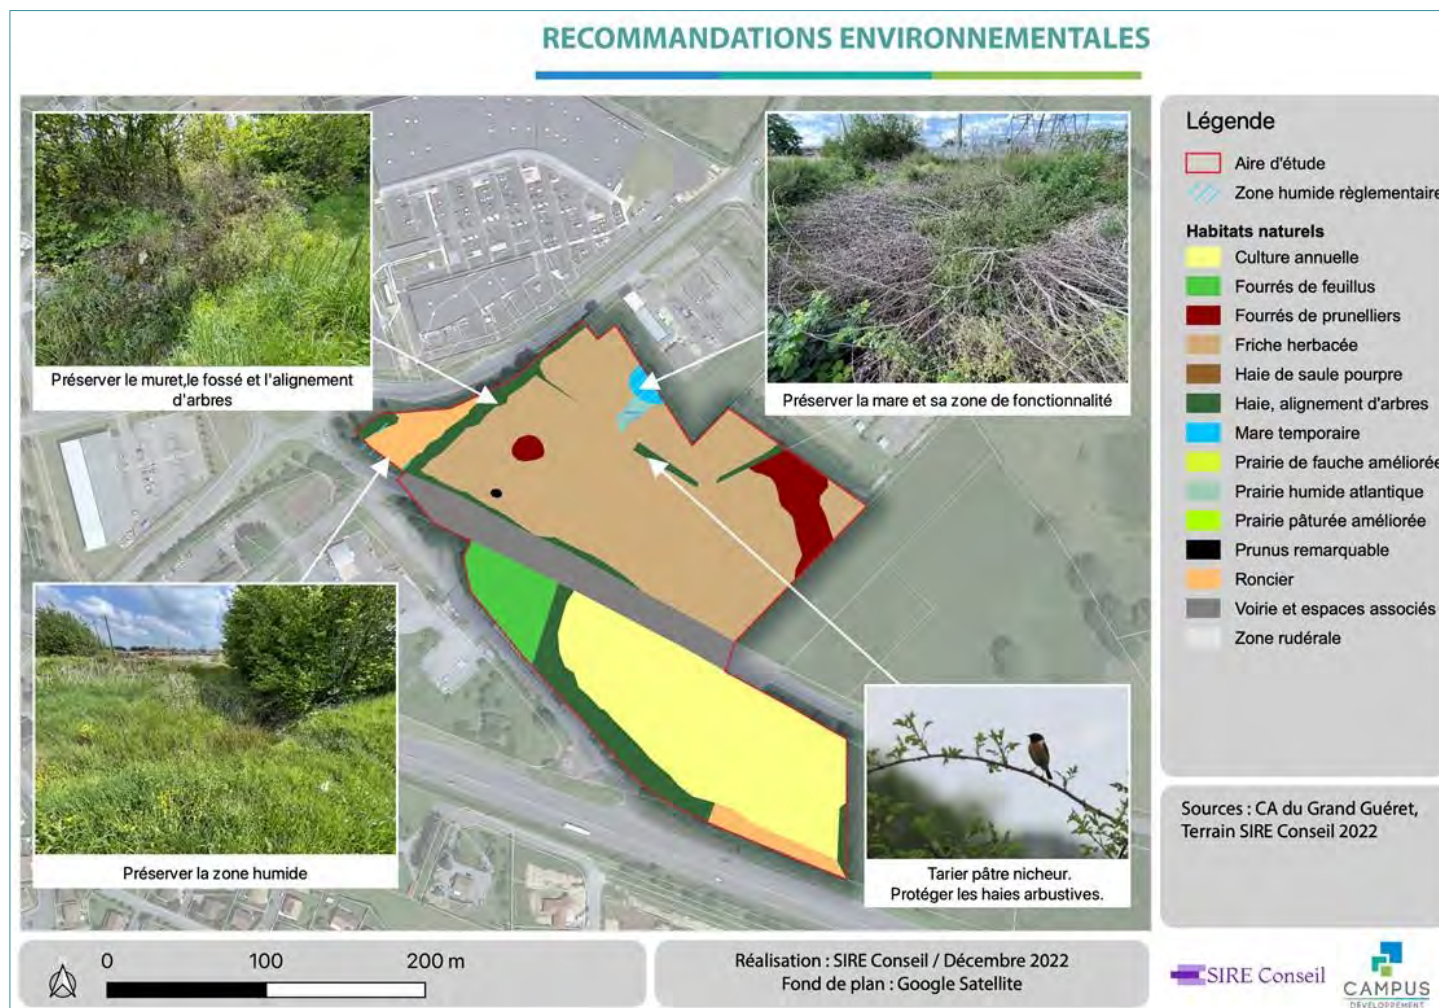 RECOMMANDATIONS ENVIRONNEMENTALES
Préserver le muret,le fossé et l'alignement
d'arbres
Préserver la mare et sa zone de fonctionnalité
Préserver la zone humide
Tarier pâtre nicheur.
Protéger les haies arbustives.
Légende
Aire d'étude
Zone humide règlementaire
Habitats naturels
Culture annuelle
Fourrés de feuillus
Fourrés de prunelliers
Friche herbacée
Haie de saule pourpre
Haie, alignement d'arbres
Mare temporaire
Prairie de fauche améliorée
Prairie humide atlantique
Prairie pâturée améliorée
Prunus remarquable
Roncier
Voirie et espaces associés
Zone rudérale
Sources : CA du Grand Guéret,
Terrain SIRE Conseil 2022
0 100 200 m
Réalisation : SIRE Conseil / Décembre 2022
Fond de plan : Google Satellite
SIRE Conseil
CAMPUS
DÉVELOPPEMENT